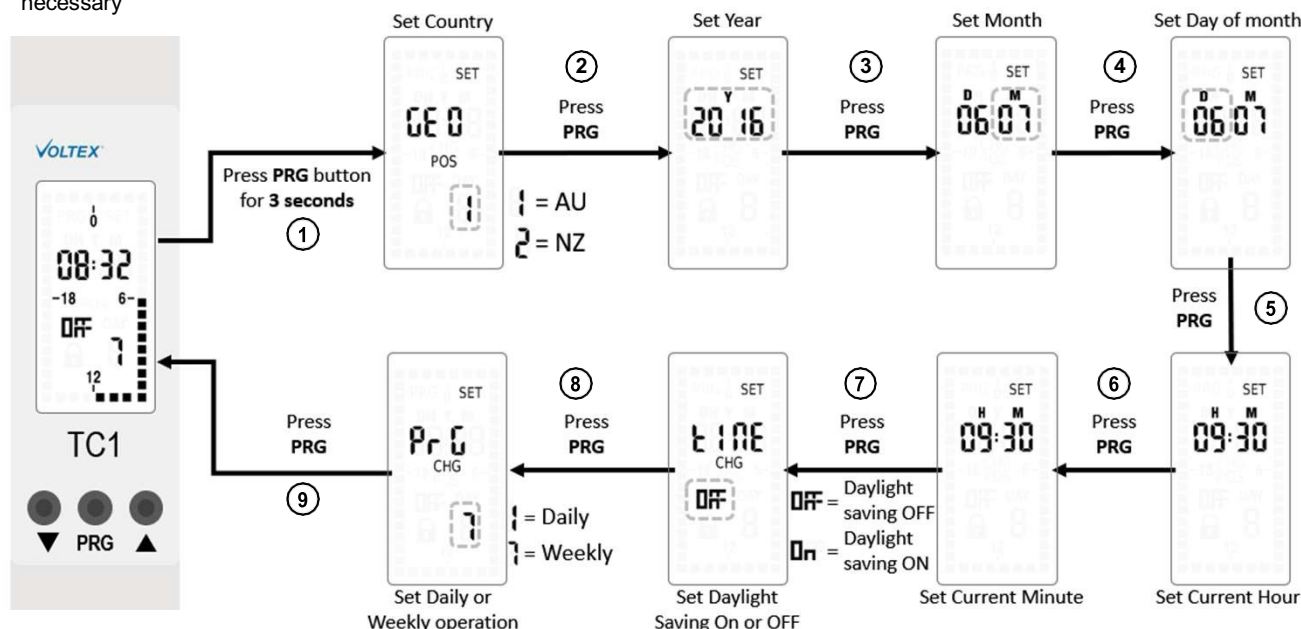 necessary
Set Country
Set Year
Set Month
Set Day of month
VOLTEX
0
08:32
-18 6-
OFF
7
12
TC1
PRG
Press PRG button
for 3 seconds
1
SET
GEO
POS
1
1 = AU
2 = NZ
2
Press
PRG
SET
Y
20 16
3
Press
PRG
SET
D M
06 07
4
Press
PRG
SET
D M
06 07
Press
PRG
5
SET
H M
09:30
Set Current Hour
6
Press
PRG
SET
H M
09:30
Set Current Minute
7
Press
PRG
OFF = Daylight
saving OFF
On = Daylight
saving ON
SET
tIME
CHG
OFF
Set Daylight
Saving On or OFF
8
Press
PRG
1 = Daily
7 = Weekly
SET
PrG
CHG
7
Set Daily or
Weekly operation
Press
PRG
9